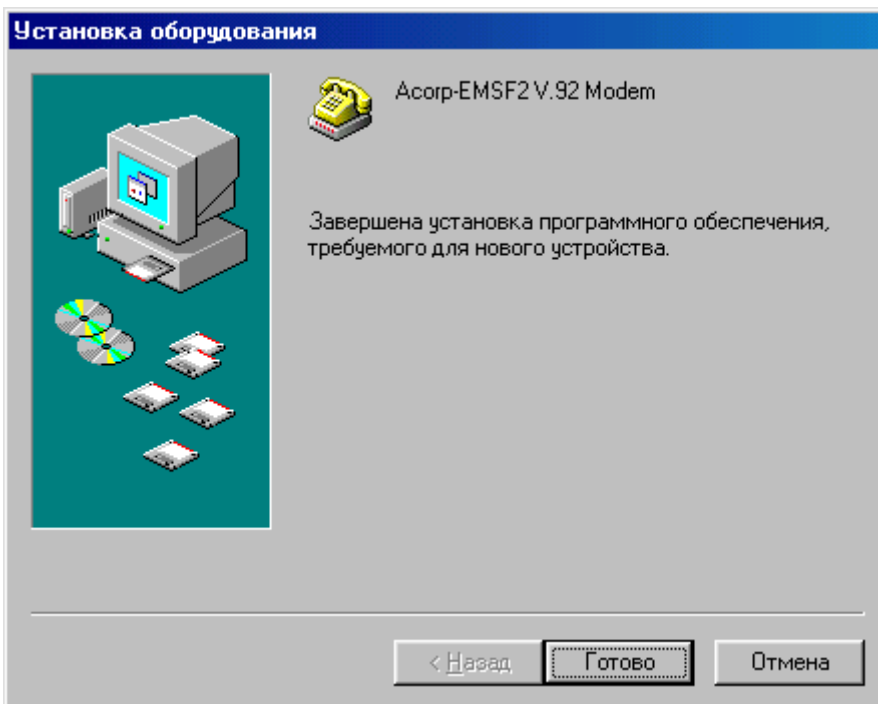 Установка оборудования
Acorp-EMSF2 V.92 Modem
Завершена установка программного обеспечения,
требуемого для нового устройства.
< Назад
Готово
Отмена